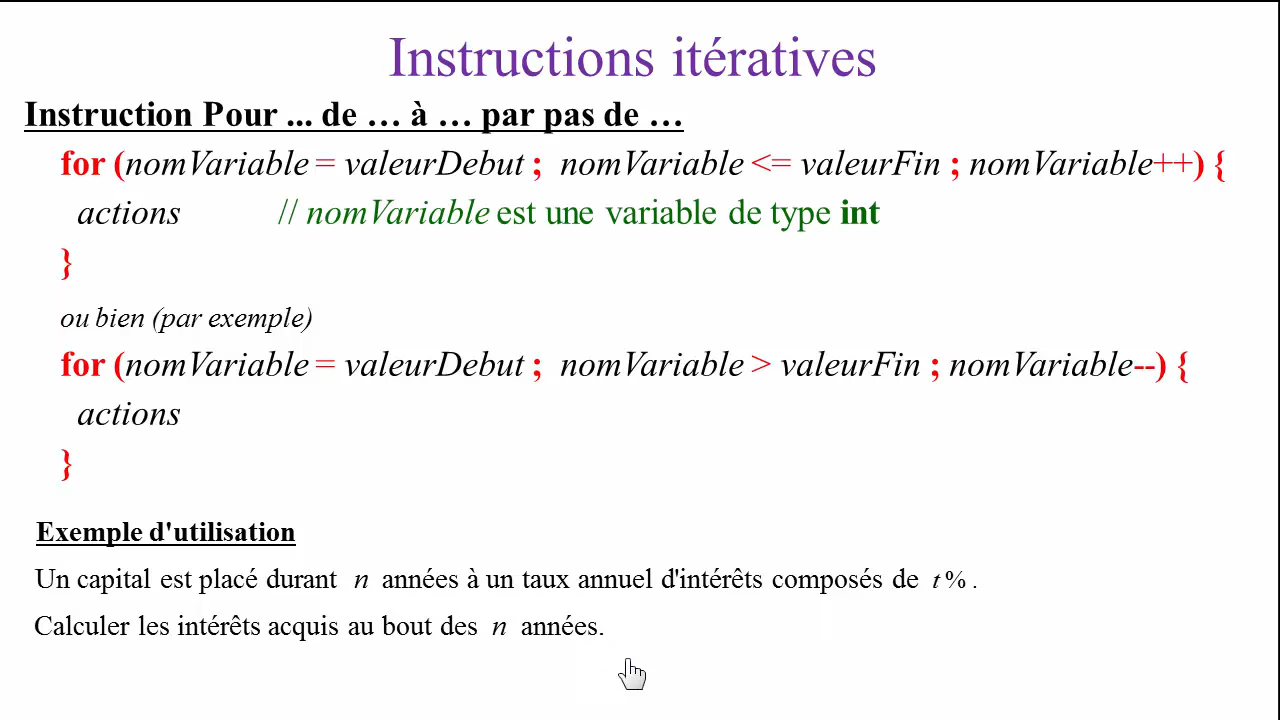 Instructions itératives
Instruction Pour ... de … à … par pas de …
for (nomVariable = valeurDebut ; nomVariable <= valeurFin ; nomVariable++) {
actions // nomVariable est une variable de type int
}
ou bien (par exemple)
for (nomVariable = valeurDebut ; nomVariable > valeurFin ; nomVariable--) {
actions
}
Exemple d'utilisation
Un capital est placé durant n années à un taux annuel d'intérêts composés de t % .
Calculer les intérêts acquis au bout des n années.